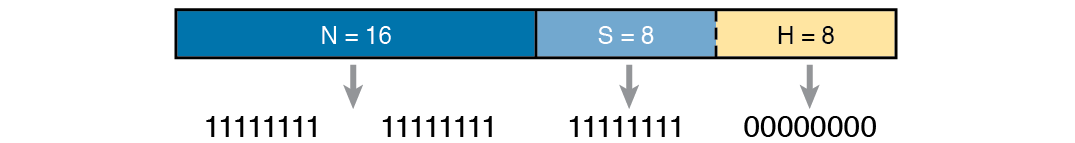 N = 16 S = 8 H = 8
11111111 11111111 11111111 00000000